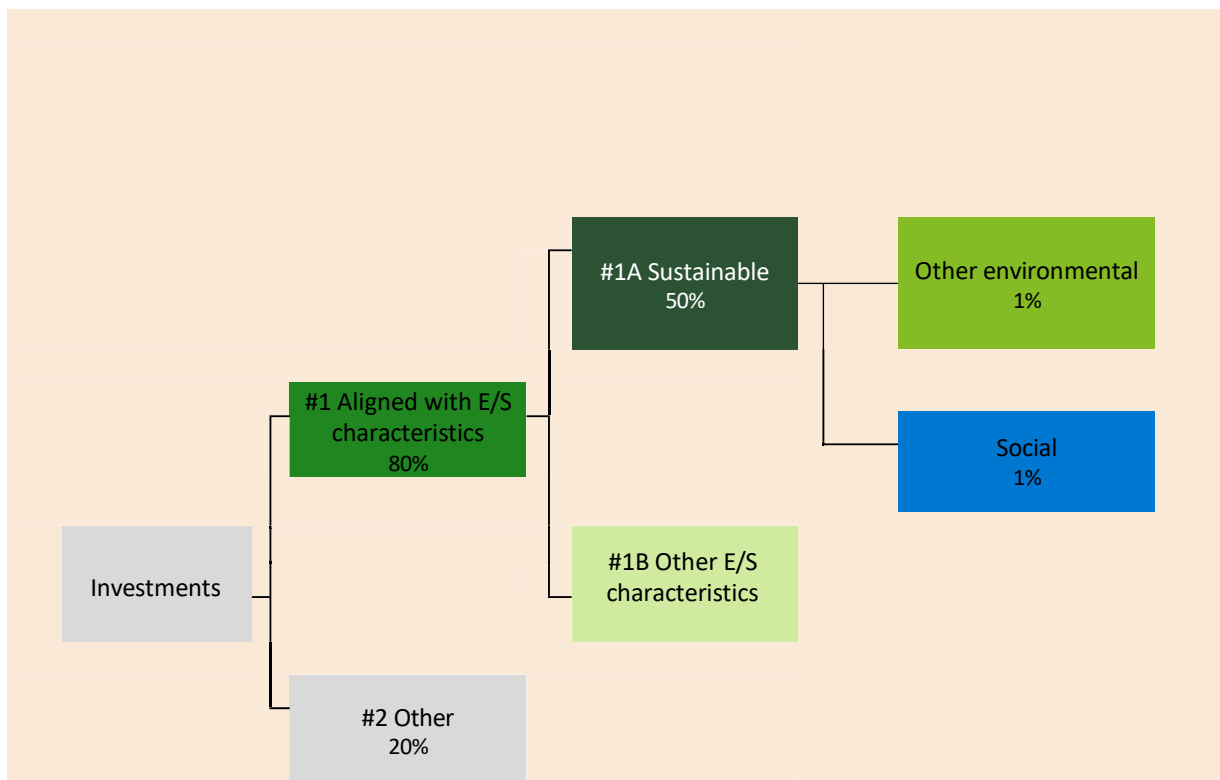 #1A Sustainable
50%
Other environmental
1%
#1 Aligned with E/S
characteristics
80%
Social
1%
Investments
#1B Other E/S
characteristics
#2 Other
20%